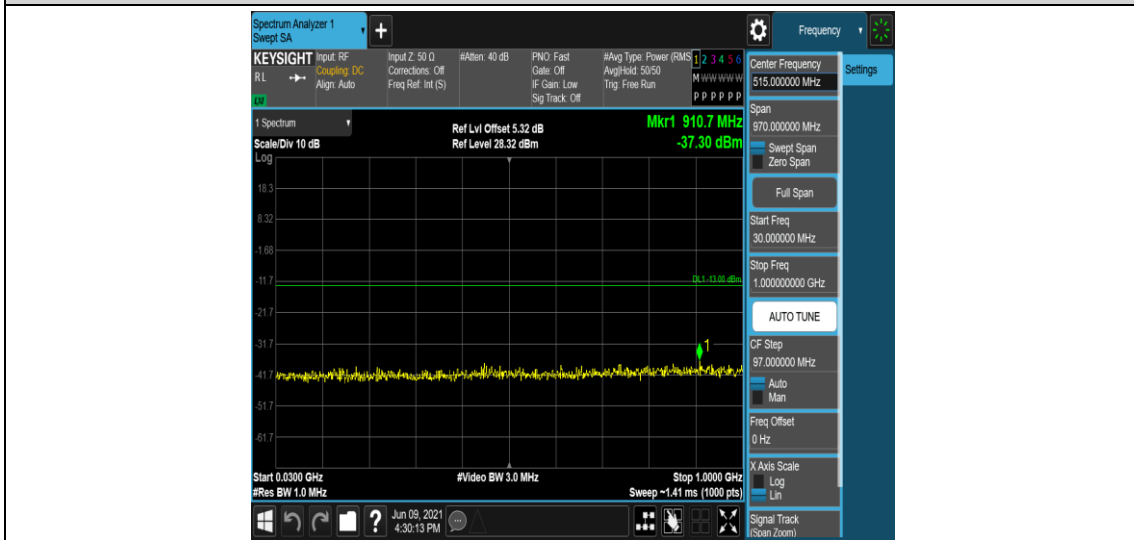 Spectrum Analyzer 1
Swept SA
+
Frequency
KEYSIGHT
RL
LXI
Input: RF
Coupling: DC
Align: Auto
Input Z: 50 Ω
Corrections: Off
Freq Ref: Int (S)
#Atten: 40 dB
PNO: Fast
Gate: Off
IF Gain: Low
Sig Track: Off
#Avg Type: Power (RMS
Avg|Hold: 50/50
Trig: Free Run
1 2 3 4 5 6
M W W W W W
P P P P P P
1 Spectrum
Scale/Div 10 dB
Ref Lvl Offset 5.32 dB
Ref Level 28.32 dBm
Mkr1 910.7 MHz
-37.30 dBm
Log
18.3
8.32
-1.68
-11.7
DL1 -13.00 dBm
-21.7
-31.7
1
-41.7
-51.7
-61.7
Start 0.0300 GHz
#Res BW 1.0 MHz
#Video BW 3.0 MHz
Stop 1.0000 GHz
Sweep ~1.41 ms (1000 pts)
?
Jun 09, 2021
4:30:13 PM
Center Frequency
515.000000 MHz
Settings
Span
970.000000 MHz
Swept Span
Zero Span
Full Span
Start Freq
30.000000 MHz
Stop Freq
1.000000000 GHz
AUTO TUNE
CF Step
97.000000 MHz
Auto
Man
Freq Offset
0 Hz
X Axis Scale
Log
Lin
Signal Track
(Span Zoom)